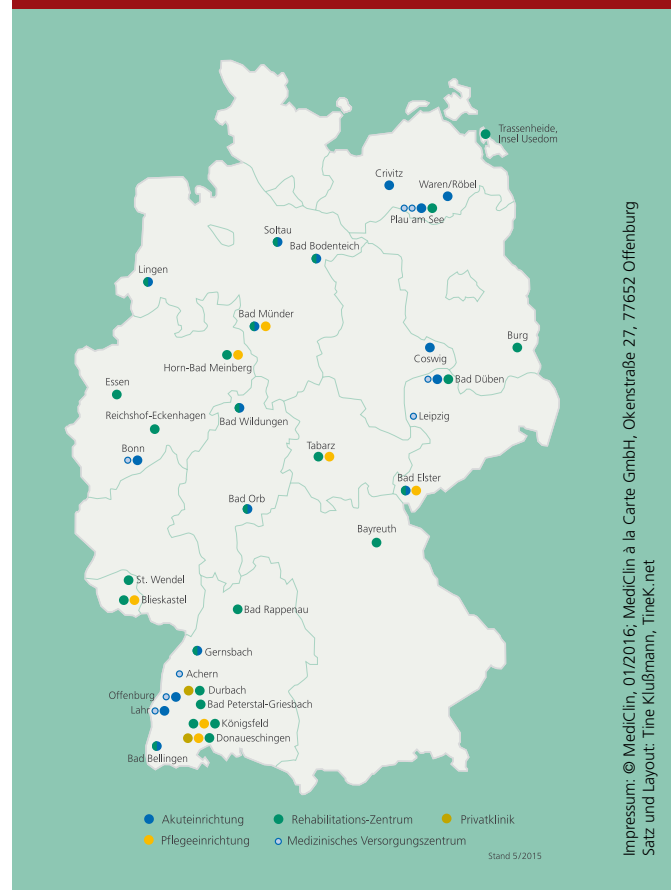 Trassenheide,
Insel Usedom
Crivitz
Waren/Röbel
Plau am See
Soltau
Bad Bodenteich
Lingen
Bad Münder
Burg
Coswig
Horn-Bad Meinberg
Bad Düben
Essen
Reichshof-Eckenhagen
Leipzig
Bad Wildungen
Bonn
Tabarz
Bad Elster
Bad Orb
Bayreuth
St. Wendel
Blieskastel
Bad Rappenau
Gernsbach
Achern
Offenburg
Durbach
Bad Peterstal-Griesbach
Lahr
Königsfeld
Donaueschingen
Bad Bellingen
Akuteinrichtung
Rehabilitations-Zentrum
Privatklinik
Pflegeeinrichtung
Medizinisches Versorgungszentrum
Stand 5/2015
Impressum: © MediClin, 01/2016; MediClin à la Carte GmbH, Okenstraße 27, 77652 Offenburg
Satz und Layout: Tine Klußmann, TineK.net